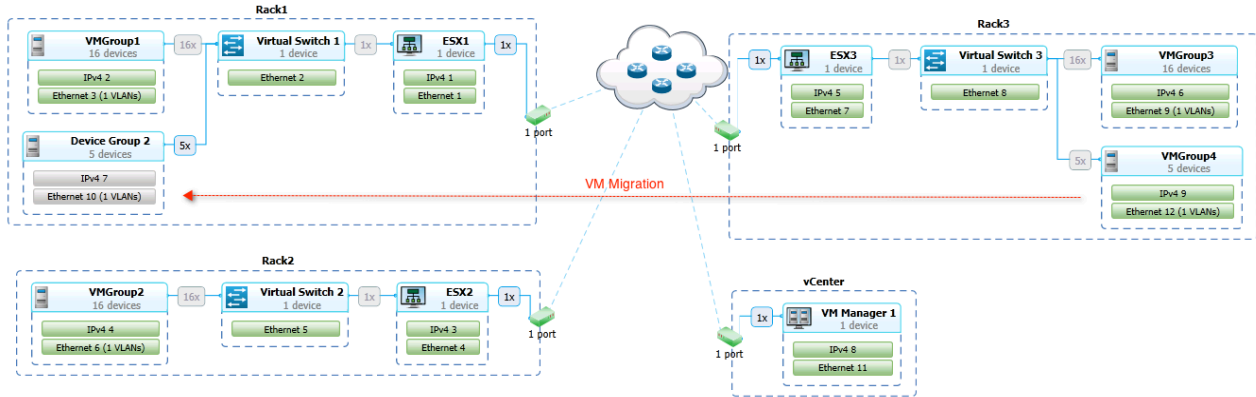 Rack1
VMGroup1
16 devices
IPv4 2
Ethernet 3 (1 VLANs)
16x
Virtual Switch 1
1 device
Ethernet 2
1x
ESX1
1 device
IPv4 1
Ethernet 1
1x
1 port
Device Group 2
5 devices
IPv4 7
Ethernet 10 (1 VLANs)
5x
VM Migration
Rack3
1 port
1x
ESX3
1 device
IPv4 5
Ethernet 7
1x
Virtual Switch 3
1 device
Ethernet 8
16x
VMGroup3
16 devices
IPv4 6
Ethernet 9 (1 VLANs)
5x
VMGroup4
5 devices
IPv4 9
Ethernet 12 (1 VLANs)
Rack2
VMGroup2
16 devices
IPv4 4
Ethernet 6 (1 VLANs)
16x
Virtual Switch 2
1 device
Ethernet 5
1x
ESX2
1 device
IPv4 3
Ethernet 4
1x
1 port
vCenter
1 port
1x
VM Manager 1
1 device
IPv4 8
Ethernet 11